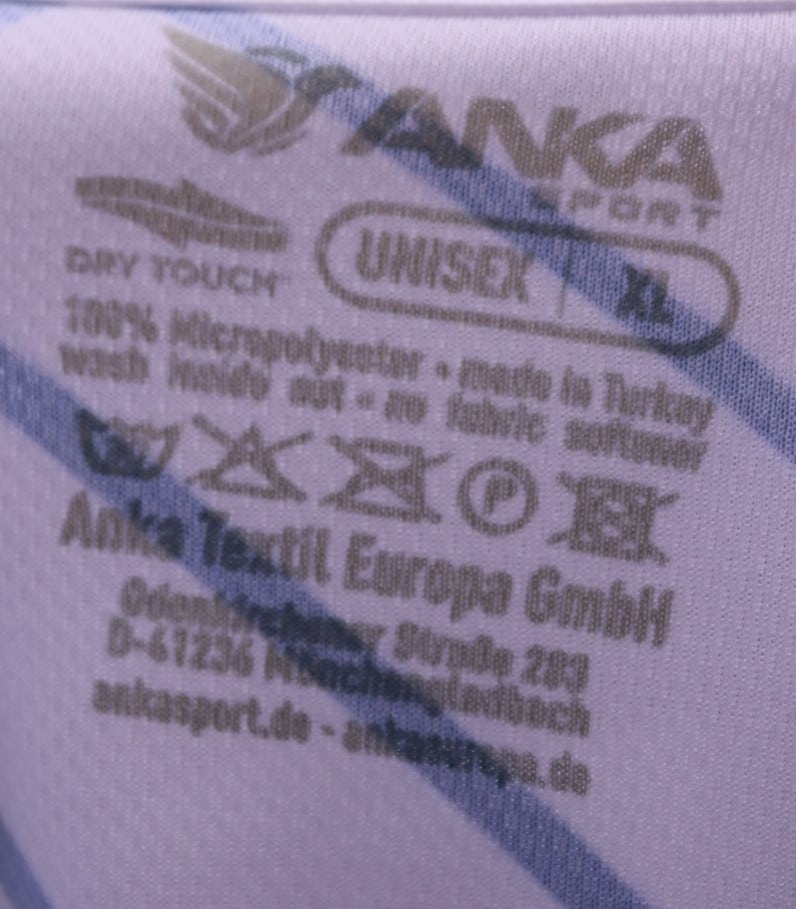 ANKA
SPORT
DRY TOUCH
UNISEX XL
100% Micropolyester • made in Turkey
wash inside out - no fabric softener
P
Anka Textil Europa GmbH
Odenkirchener Straße 203
D-41236 Mönchengladbach
ankasport.de - ankaeuropa.de